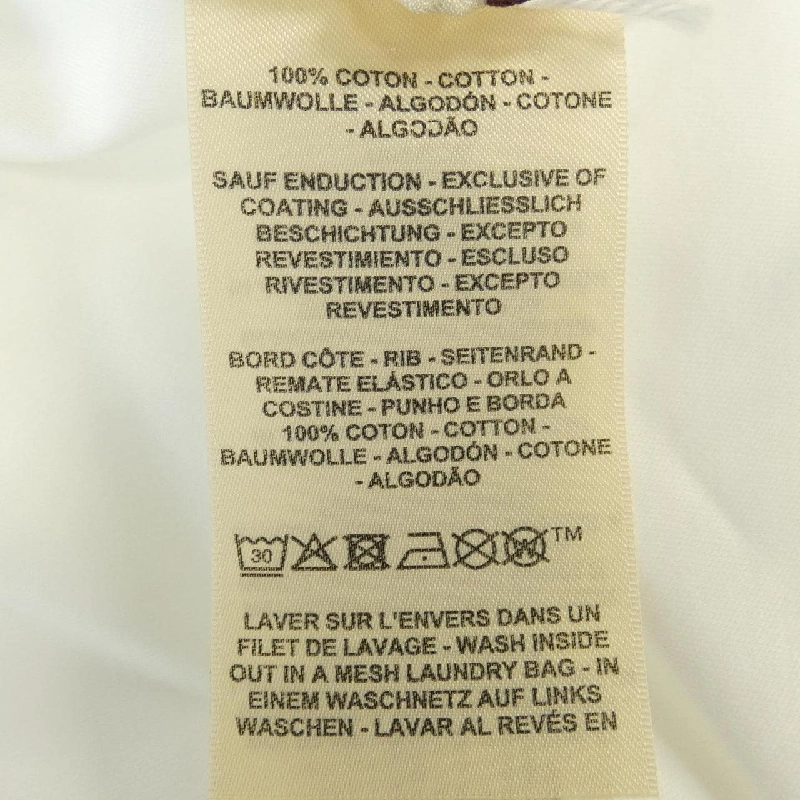 100% COTON - COTTON -
BAUMWOLLE - ALGODÓN - COTONE
- ALGODÃO
SAUF ENDUCTION - EXCLUSIVE OF
COATING - AUSSCHLIESSLICH
BESCHICHTUNG - EXCEPTO
REVESTIMIENTO - ESCLUSO
RIVESTIMENTO - EXCEPTO
REVESTIMENTO
BORD CÔTE - RIB - SEITENRAND -
REMATE ELÁSTICO - ORLO A
COSTINE - PUNHO E BORDA
100% COTON - COTTON -
BAUMWOLLE - ALGODÓN - COTONE
- ALGODÃO
30 W TM
LAVER SUR L'ENVERS DANS UN
FILET DE LAVAGE - WASH INSIDE
OUT IN A MESH LAUNDRY BAG - IN
EINEM WASCHNETZ AUF LINKS
WASCHEN - LAVAR AL REVÉS EN